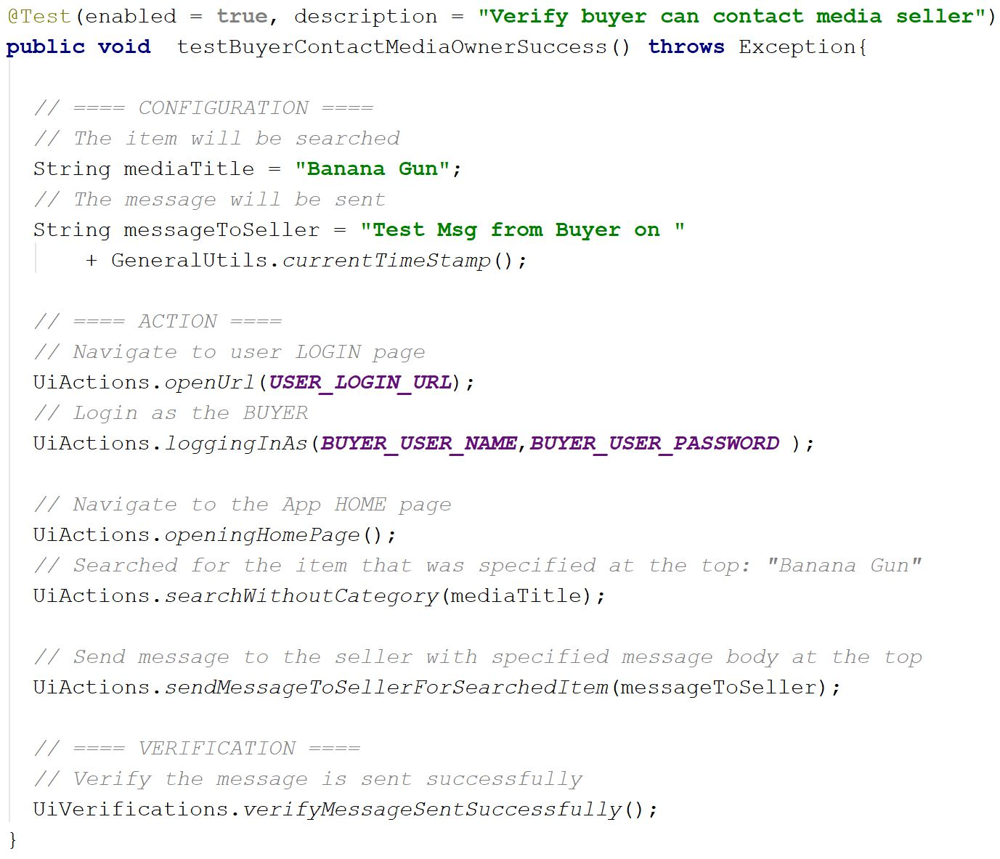 @Test(enabled = true, description = "Verify buyer can contact media seller")
public void  testBuyerContactMediaOwnerSuccess() throws Exception{
// ==== CONFIGURATION ====
// The item will be searched
String mediaTitle = "Banana Gun";
// The message will be sent
String messageToSeller = "Test Msg from Buyer on "
+ GeneralUtils.currentTimeStamp();
// ==== ACTION ====
// Navigate to user LOGIN page
UiActions.openUrl(USER_LOGIN_URL);
// Login as the BUYER
UiActions.loggingInAs(BUYER_USER_NAME,BUYER_USER_PASSWORD );
// Navigate to the App HOME page
UiActions.openingHomePage();
// Searched for the item that was specified at the top: "Banana Gun"
UiActions.searchWithoutCategory(mediaTitle);
// Send message to the seller with specified message body at the top
UiActions.sendMessageToSellerForSearchedItem(messageToSeller);
// ==== VERIFICATION ====
// Verify the message is sent successfully
UiVerifications.verifyMessageSentSuccessfully();
}